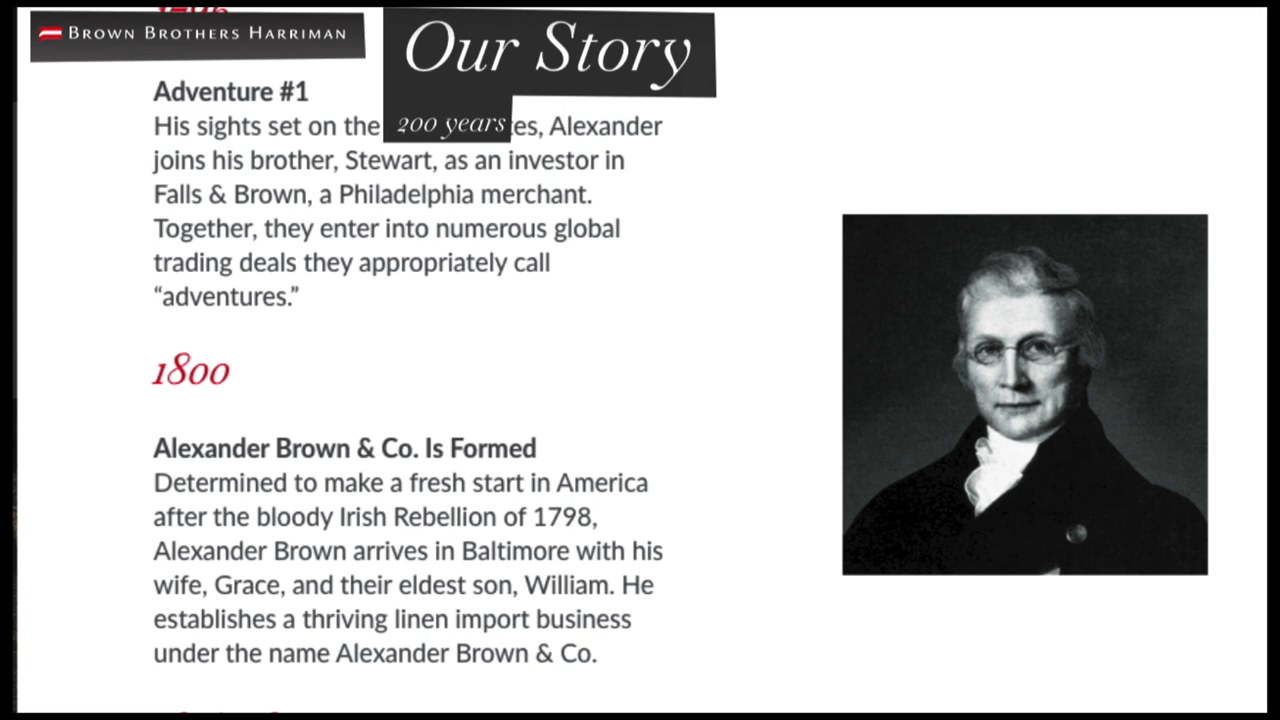 BROWN BROTHERS HARRIMAN
Our Story
200 years
Adventure #1
His sights set on the es, Alexander
joins his brother, Stewart, as an investor in
Falls & Brown, a Philadelphia merchant.
Together, they enter into numerous global
trading deals they appropriately call
“adventures.”
1800
Alexander Brown & Co. Is Formed
Determined to make a fresh start in America
after the bloody Irish Rebellion of 1798,
Alexander Brown arrives in Baltimore with his
wife, Grace, and their eldest son, William. He
establishes a thriving linen import business
under the name Alexander Brown & Co.